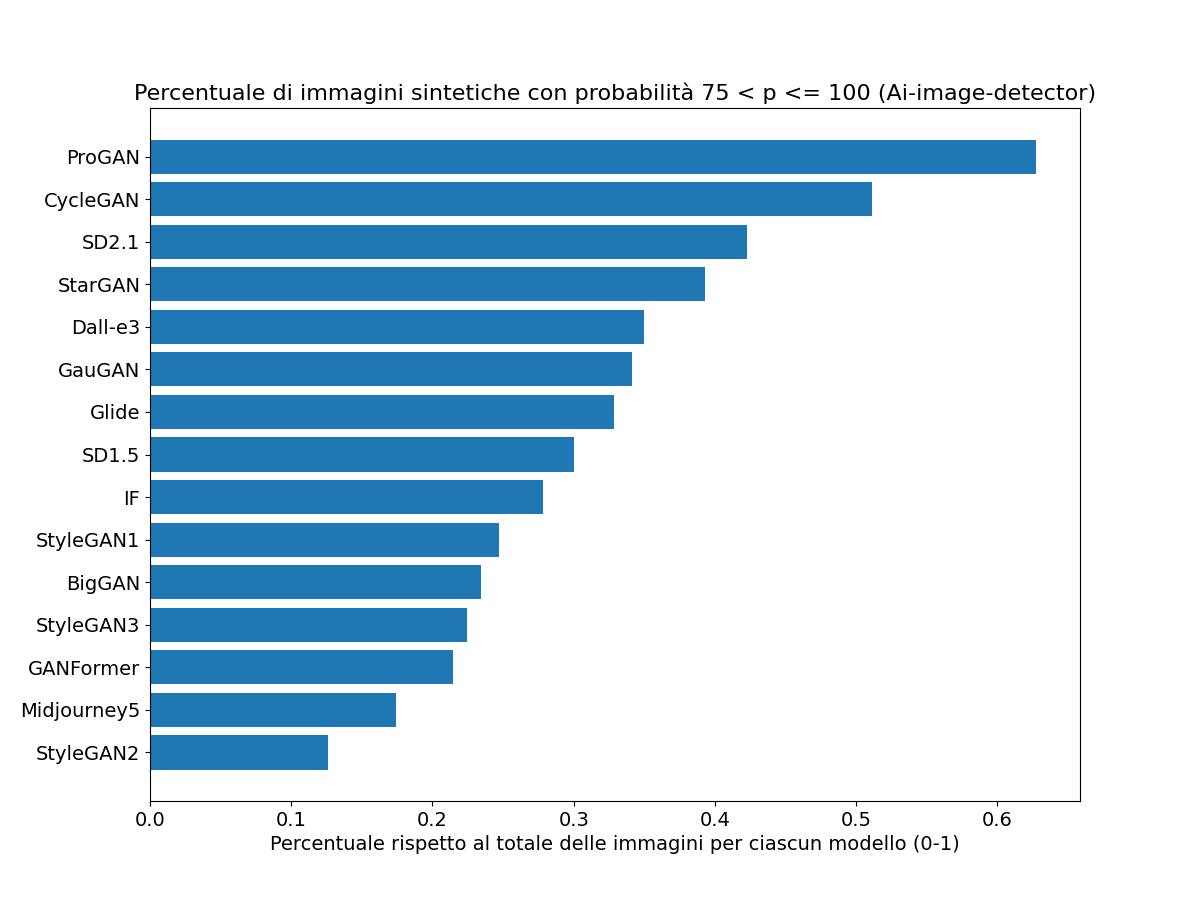 Percentuale di immagini sintetiche con probabilità 75 < p <= 100 (Ai-image-detector)
ProGAN
CycleGAN
SD2.1
StarGAN
Dall-e3
GauGAN
Glide
SD1.5
IF
StyleGAN1
BigGAN
StyleGAN3
GANFormer
Midjourney5
StyleGAN2
0.0 0.1 0.2 0.3 0.4 0.5 0.6
Percentuale rispetto al totale delle immagini per ciascun modello (0-1)